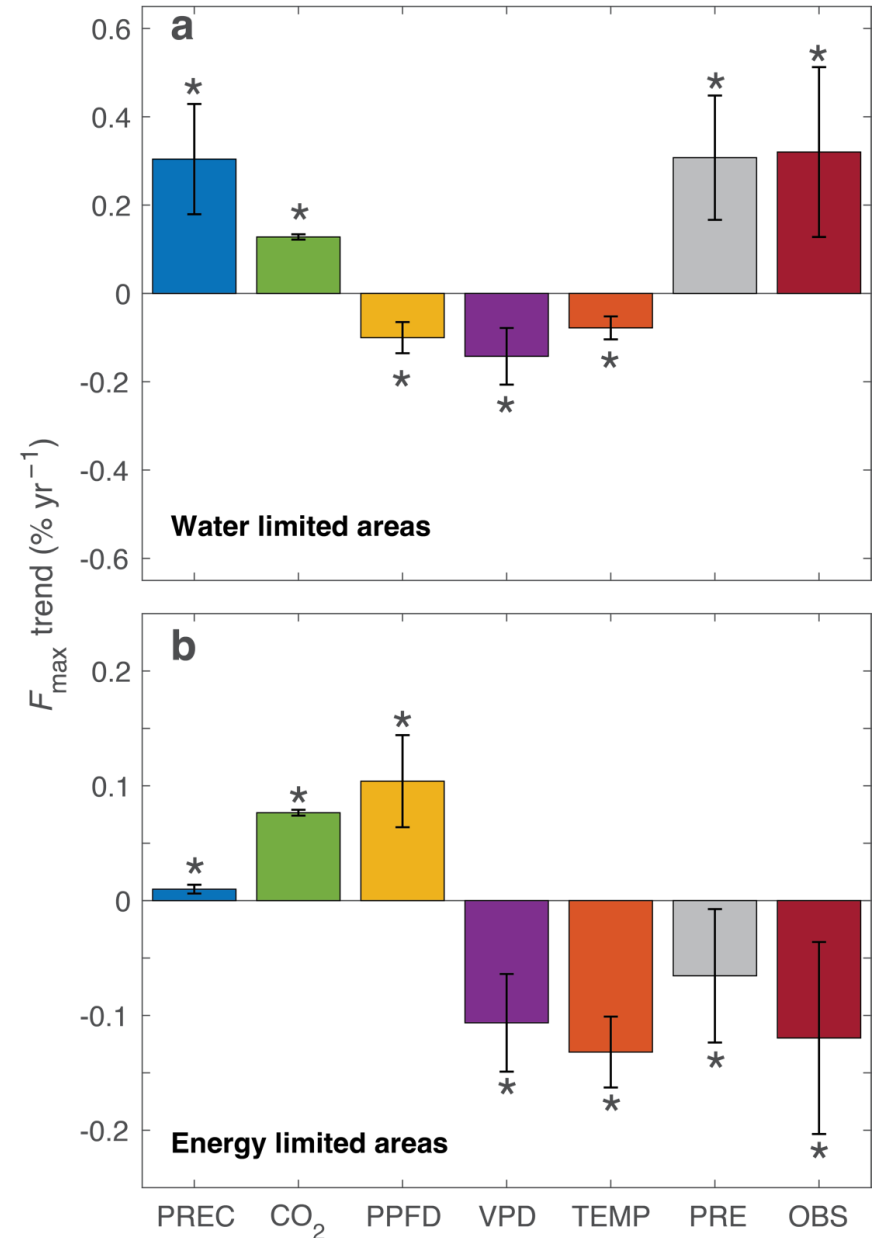 a
0.6
0.4
0.2
0
-0.2
-0.4
-0.6
Water limited areas
F_max trend (% yr⁻¹)
b
0.2
0.1
0
-0.1
-0.2
Energy limited areas
PREC CO₂ PPFD VPD TEMP PRE OBS